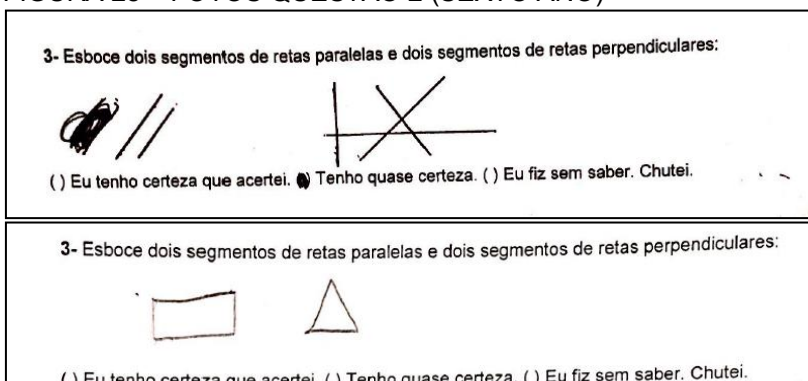 3- Esboce dois segmentos de retas paralelas e dois segmentos de retas perpendiculares:
( ) Eu tenho certeza que acertei. ( ) Tenho quase certeza. ( ) Eu fiz sem saber. Chutei.
3- Esboce dois segmentos de retas paralelas e dois segmentos de retas perpendiculares:
( ) Eu tenho certeza que acertei. ( ) Tenho quase certeza. ( ) Eu fiz sem saber. Chutei.